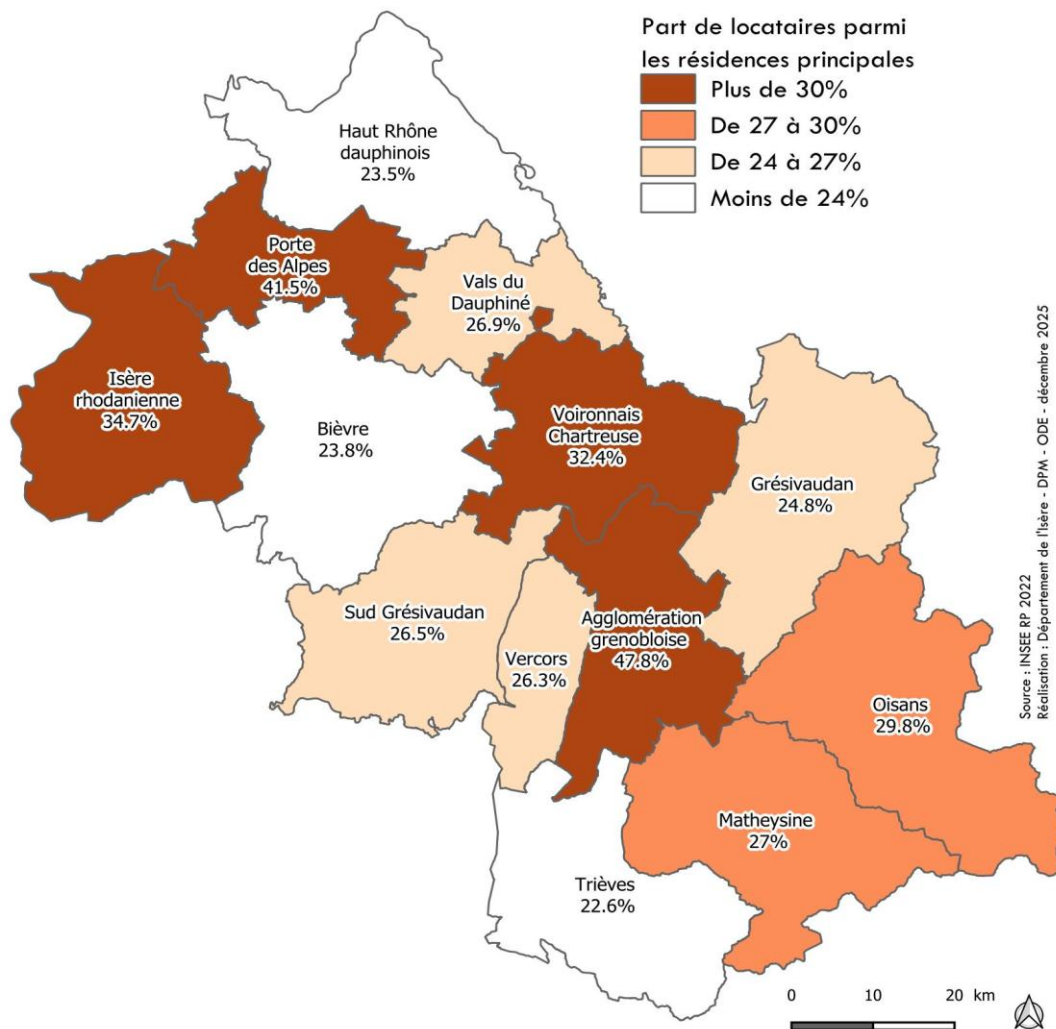 Part de locataires parmi
les résidences principales
Plus de 30%
De 27 à 30%
De 24 à 27%
Moins de 24%
Haut Rhône
dauphinois
23.5%
Porte
des Alpes
41.5%
Vals du
Dauphiné
26.9%
Isère
rhodanienne
34.7%
Bièvre
23.8%
Voironnais
Chartreuse
32.4%
Grésivaudan
24.8%
Sud Grésivaudan
26.5%
Vercors
26.3%
Agglomération
grenobloise
47.8%
Oisans
29.8%
Matheysine
27%
Trièves
22.6%
Source : INSEE RP 2022
Réalisation : Département de l'Isère - DPM - ODE - décembre 2025
0 10 20 km